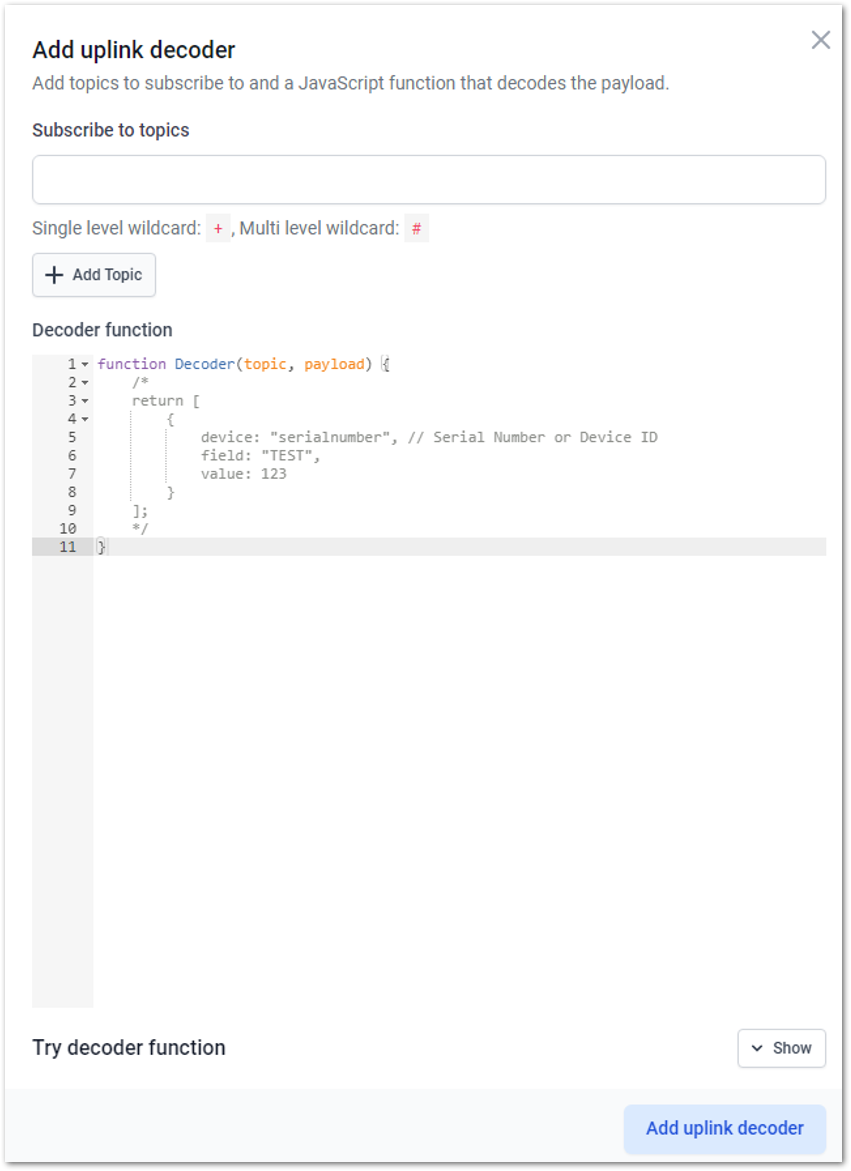 Add uplink decoder
Add topics to subscribe to and a JavaScript function that decodes the payload.
Subscribe to topics
Single level wildcard: + , Multi level wildcard: #
+ Add Topic
Decoder function
1 function Decoder(topic, payload) {
2     /*
3     return [
4         {
5             device: "serialnumber", // Serial Number or Device ID
6             field: "TEST",
7             value: 123
8         }
9     ];
10     */
11 }
Try decoder function
Show
Add uplink decoder